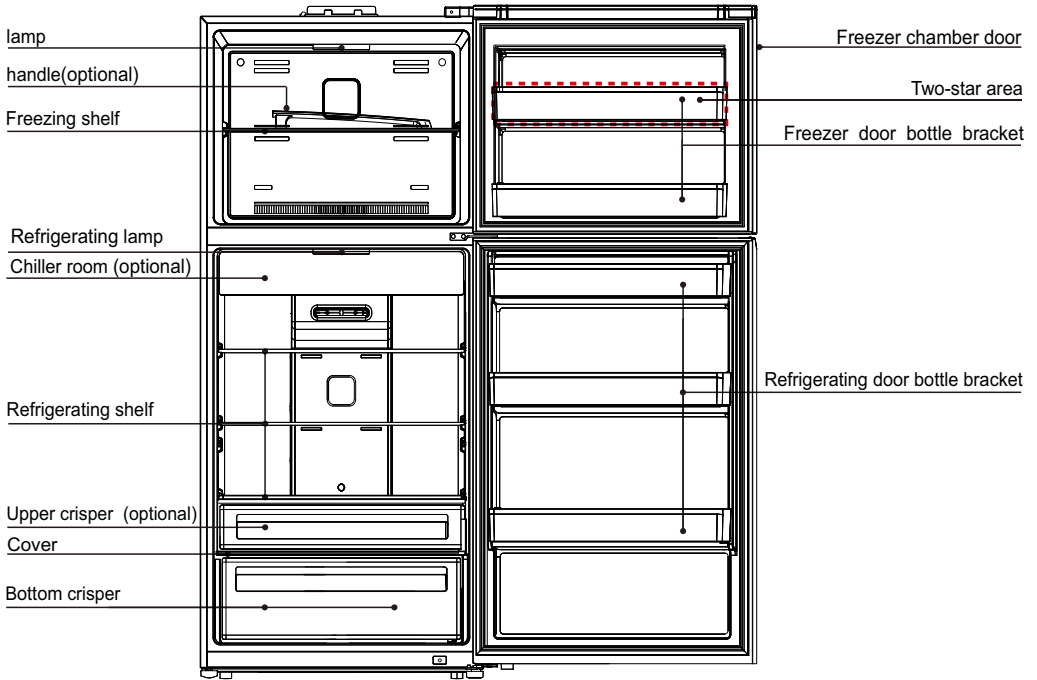 lamp
handle(optional)
Freezing shelf
Refrigerating lamp
Chiller room (optional)
Refrigerating shelf
Upper crisper (optional)
Cover
Bottom crisper
Freezer chamber door
Two-star area
Freezer door bottle bracket
Refrigerating door bottle bracket